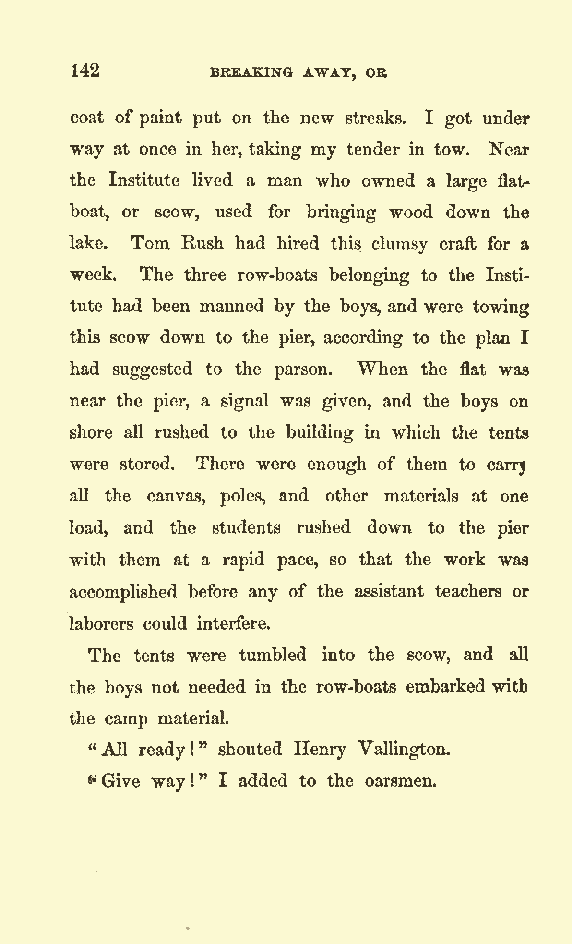 142 BREAKING AWAY, OR
coat of paint put on the new streaks. I got under
way at once in her, taking my tender in tow. Near
the Institute lived a man who owned a large flat-
boat, or scow, used for bringing wood down the
lake. Tom Rush had hired this clumsy craft for a
week. The three row-boats belonging to the Insti-
tute had been manned by the boys, and were towing
this scow down to the pier, according to the plan I
had suggested to the parson. When the flat was
near the pier, a signal was given, and the boys on
shore all rushed to the building in which the tents
were stored. There were enough of them to carry
all the canvas, poles, and other materials at one
load, and the students rushed down to the pier
with them at a rapid pace, so that the work was
accomplished before any of the assistant teachers or
laborers could interfere.
The tents were tumbled into the scow, and all
the boys not needed in the row-boats embarked with
the camp material.
"All ready!" shouted Henry Vallington.
"Give way!" I added to the oarsmen.